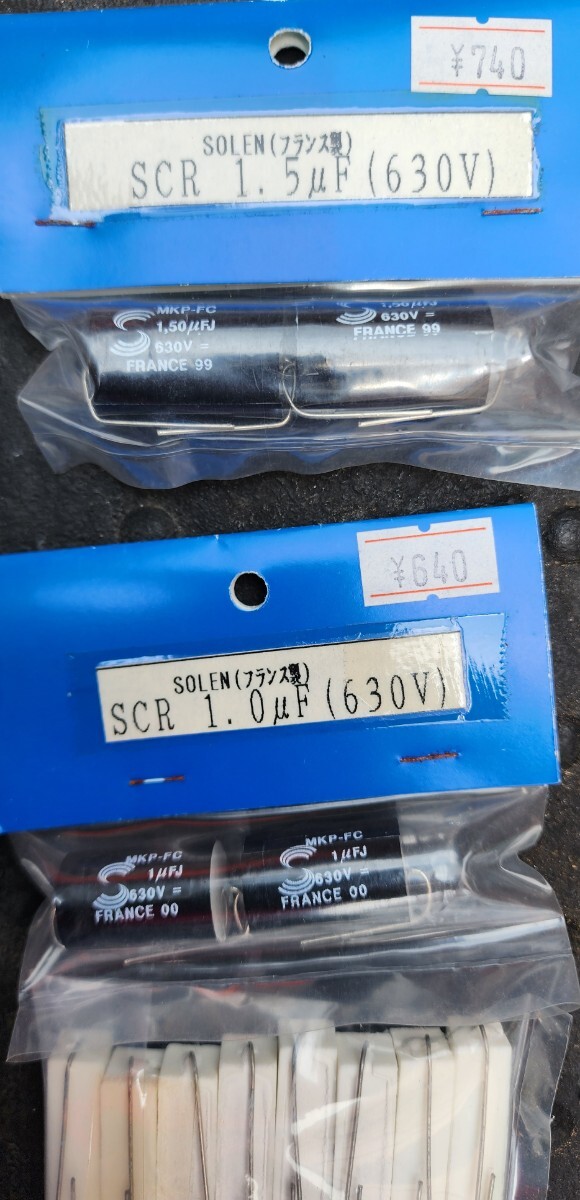 ¥740
SOLEN(フランス製)
SCR 1.5μF(630V)
MKP-FC
1,50μFJ
630V =
FRANCE 99
1,50μFJ
630V =
FRANCE 99
¥640
SOLEN(フランス製)
SCR 1.0μF(630V)
MKP-FC
1μFJ
630V =
FRANCE 00
MKP-FC
1μFJ
630V =
FRANCE 00